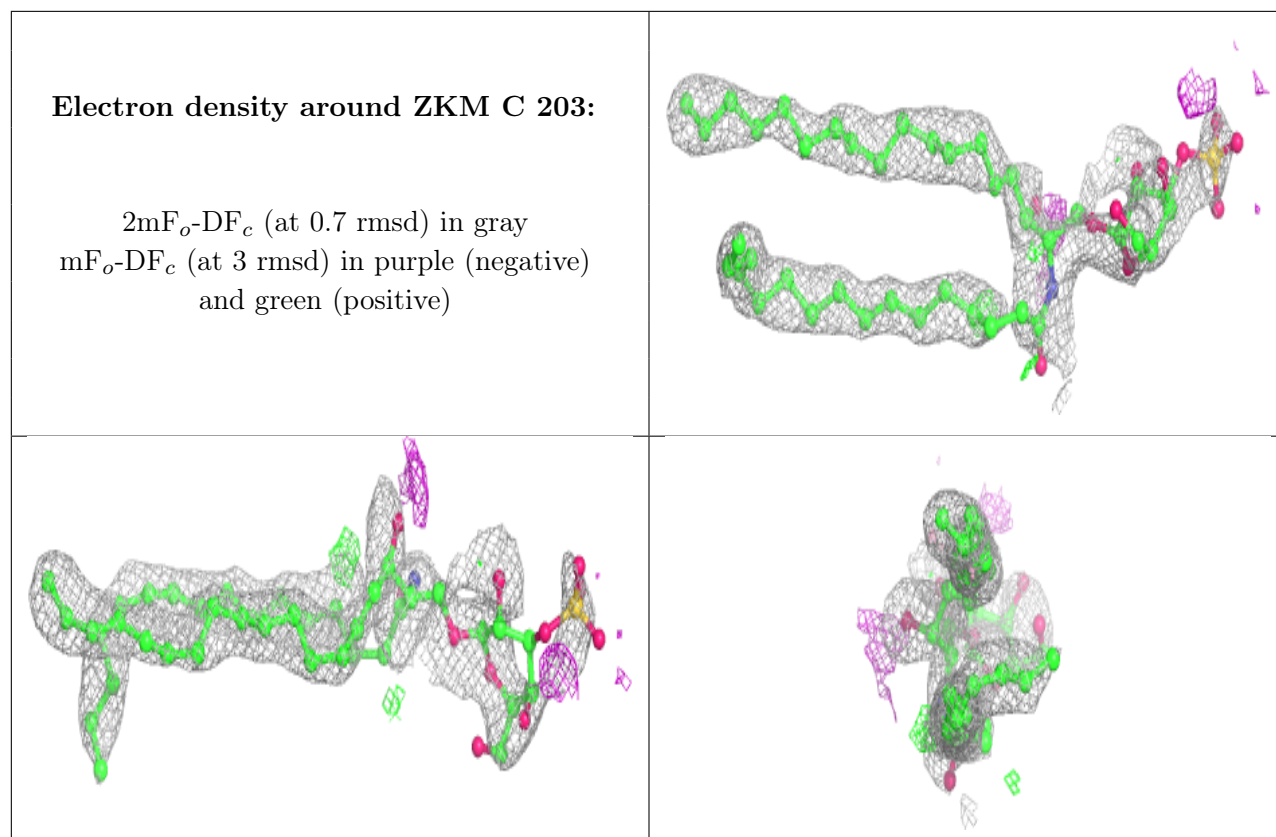 Electron density around ZKM C 203:
2mFo-DFc (at 0.7 rmsd) in gray
mFo-DFc (at 3 rmsd) in purple (negative)
and green (positive)